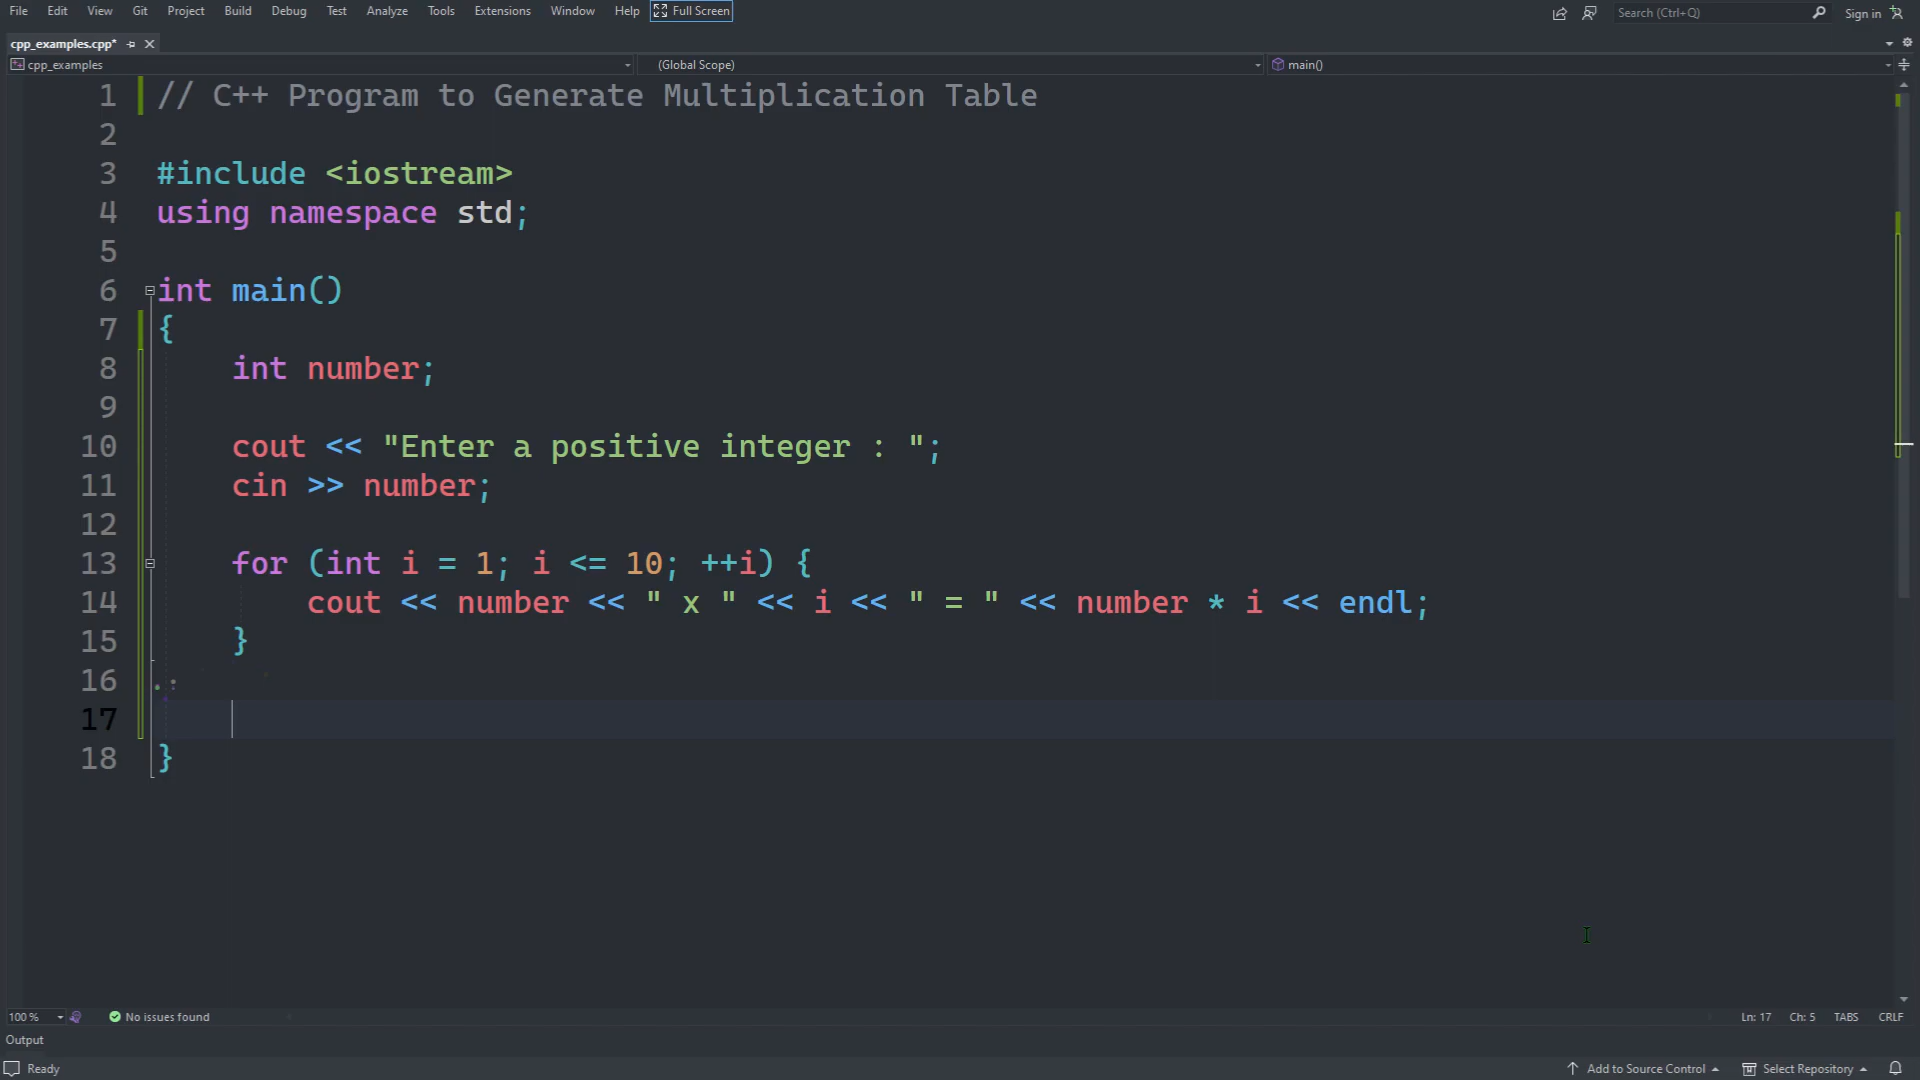 File Edit View Git Project Build Debug Test Analyze Tools Extensions Window Help Full Screen Search (Ctrl+Q) Sign in
cpp_examples.cpp*
cpp_examples (Global Scope) main()
1 // C++ Program to Generate Multiplication Table
2
3 #include <iostream>
4 using namespace std;
5
6 int main()
7 {
8     int number;
9
10     cout << "Enter a positive integer : ";
11     cin >> number;
12
13     for (int i = 1; i <= 10; ++i) {
14         cout << number << " x " << i << " = " << number * i << endl;
15     }
16
17
18 }
100 % No issues found Ln: 17 Ch: 5 TABS CRLF
Output
Ready Add to Source Control Select Repository